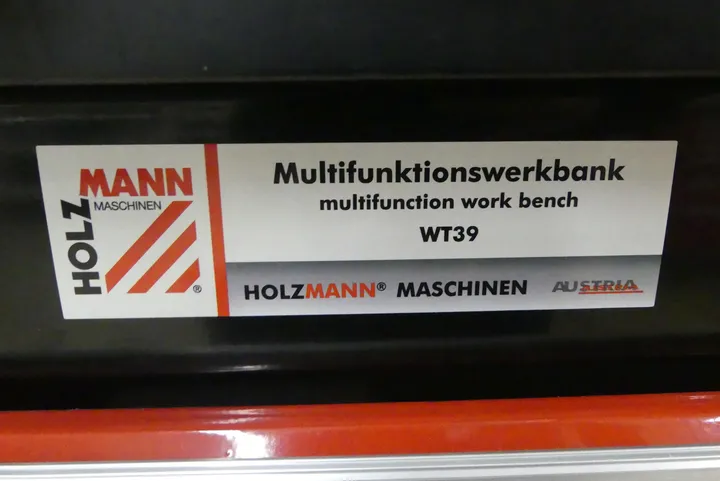 HOLZ
MANN
MASCHINEN
®
Multifunktionswerkbank
multifunction work bench
WT39
HOLZMANN® MASCHINEN
AUSTRIA